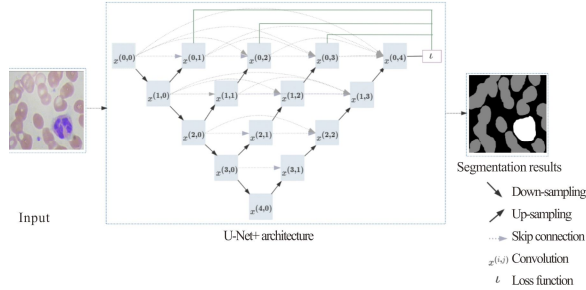 x(0,0) x(0,1) x(0,2) x(0,3) x(0,4) ι
x(1,0) x(1,1) x(1,2) x(1,3)
x(2,0) x(2,1) x(2,2)
x(3,0) x(3,1)
x(4,0)
Input
U-Net+ architecture
Segmentation results
Down-sampling
Up-sampling
Skip connection
x(i,j) Convolution
ι Loss function